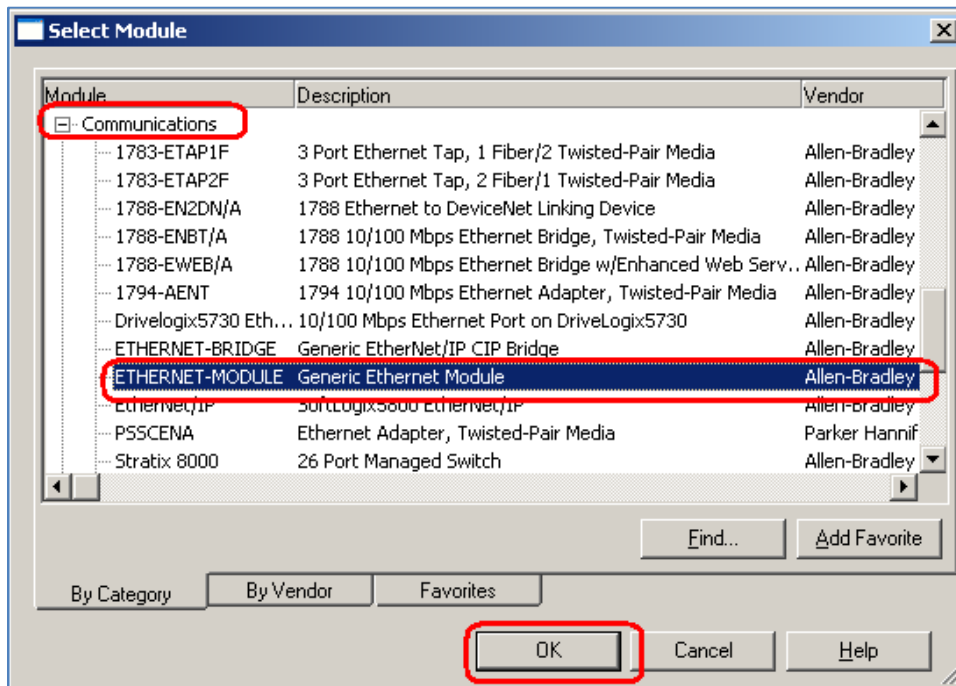 Select Module
Module Description Vendor
Communications
1783-ETAP1F 3 Port Ethernet Tap, 1 Fiber/2 Twisted-Pair Media Allen-Bradley
1783-ETAP2F 3 Port Ethernet Tap, 2 Fiber/1 Twisted-Pair Media Allen-Bradley
1788-EN2DN/A 1788 Ethernet to DeviceNet Linking Device Allen-Bradley
1788-ENBT/A 1788 10/100 Mbps Ethernet Bridge, Twisted-Pair Media Allen-Bradley
1788-EWEB/A 1788 10/100 Mbps Ethernet Bridge w/Enhanced Web Serv.. Allen-Bradley
1794-AENT 1794 10/100 Mbps Ethernet Adapter, Twisted-Pair Media Allen-Bradley
Drivelogix5730 Eth... 10/100 Mbps Ethernet Port on DriveLogix5730 Allen-Bradley
ETHERNET-BRIDGE Generic EtherNet/IP CIP Bridge Allen-Bradley
ETHERNET-MODULE Generic Ethernet Module Allen-Bradley
EtherNet/IP SoftLogix5800 EtherNet/IP Allen-Bradley
PSSCENA Ethernet Adapter, Twisted-Pair Media Parker Hannif
Stratix 8000 26 Port Managed Switch Allen-Bradley
Find... Add Favorite
By Category By Vendor Favorites
OK Cancel Help